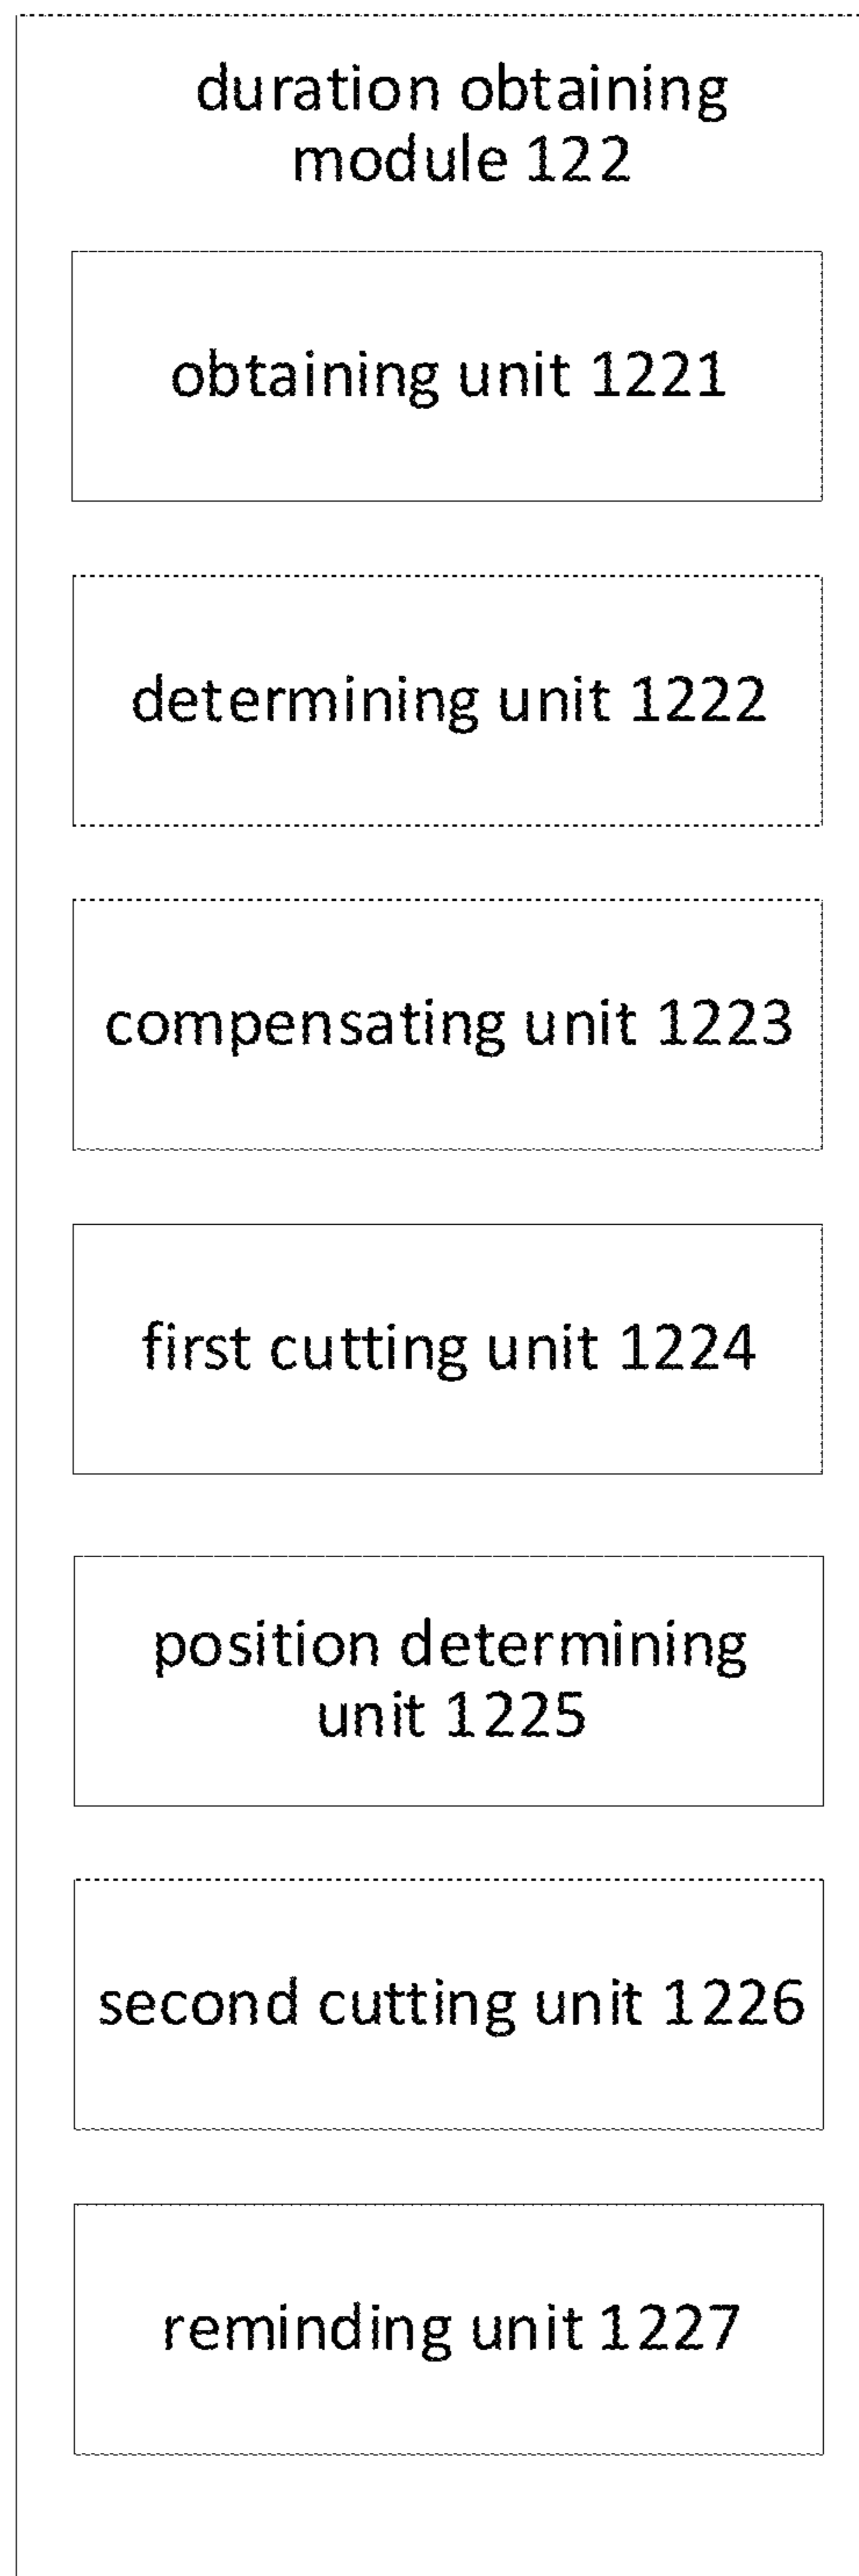 duration obtaining
module 122
obtaining unit 1221
determining unit 1222
compensating unit 1223
first cutting unit 1224
position determining
unit 1225
second cutting unit 1226
reminding unit 1227